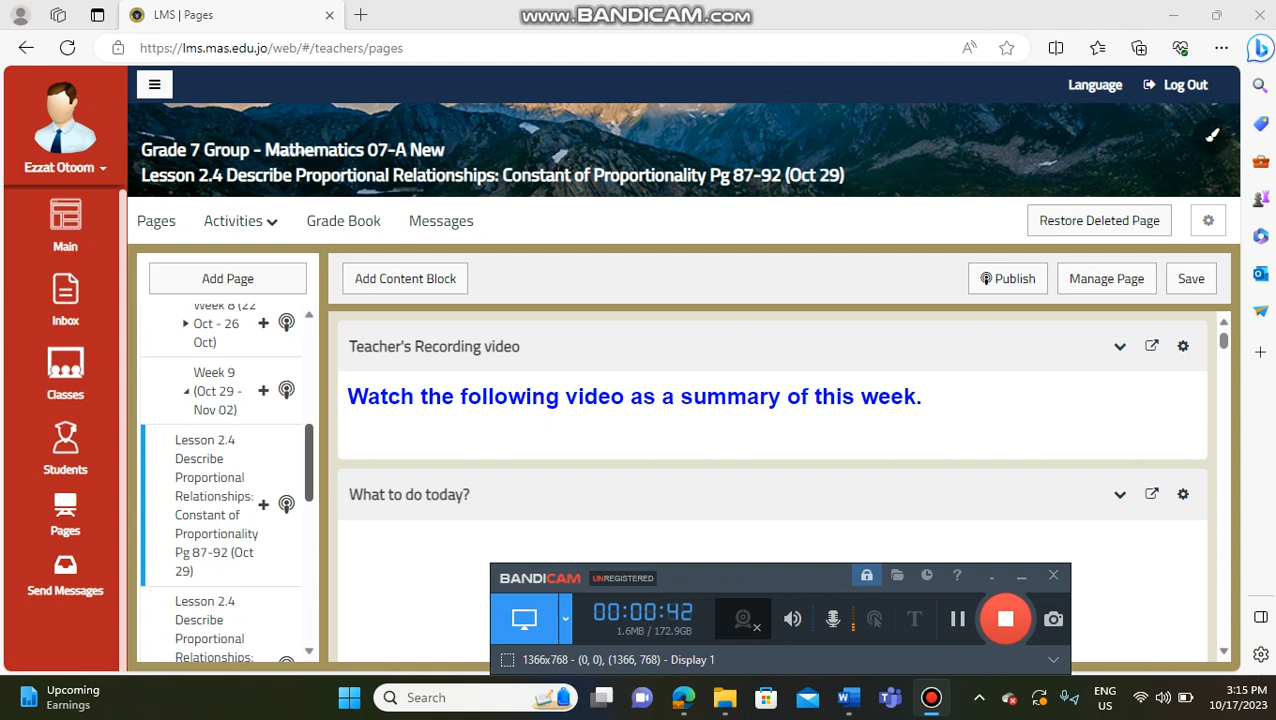 www.BANDICAM.com
LMS | Pages
https://lms.mas.edu.jo/web/#/teachers/pages
Language
Log Out
Ezzat Otoom
Grade 7 Group - Mathematics 07-A New
Lesson 2.4 Describe Proportional Relationships: Constant of Proportionality Pg 87-92 (Oct 29)
Pages
Activities
Grade Book
Messages
Restore Deleted Page
Main
Inbox
Classes
Students
Pages
Send Messages
Add Page
Week 8 (22
Oct - 26
Oct)
Week 9
(Oct 29 -
Nov 02)
Lesson 2.4
Describe
Proportional
Relationships:
Constant of
Proportionality
Pg 87-92 (Oct
29)
Lesson 2.4
Describe
Proportional
Relationships:
Add Content Block
Publish
Manage Page
Save
Teacher's Recording video
Watch the following video as a summary of this week.
What to do today?
BANDICAM UNREGISTERED
00:00:42
1.6MB / 172.9GB
1366x768 - (0, 0), (1366, 768) - Display 1
Upcoming
Earnings
Search
ENG
US
3:15 PM
10/17/2023